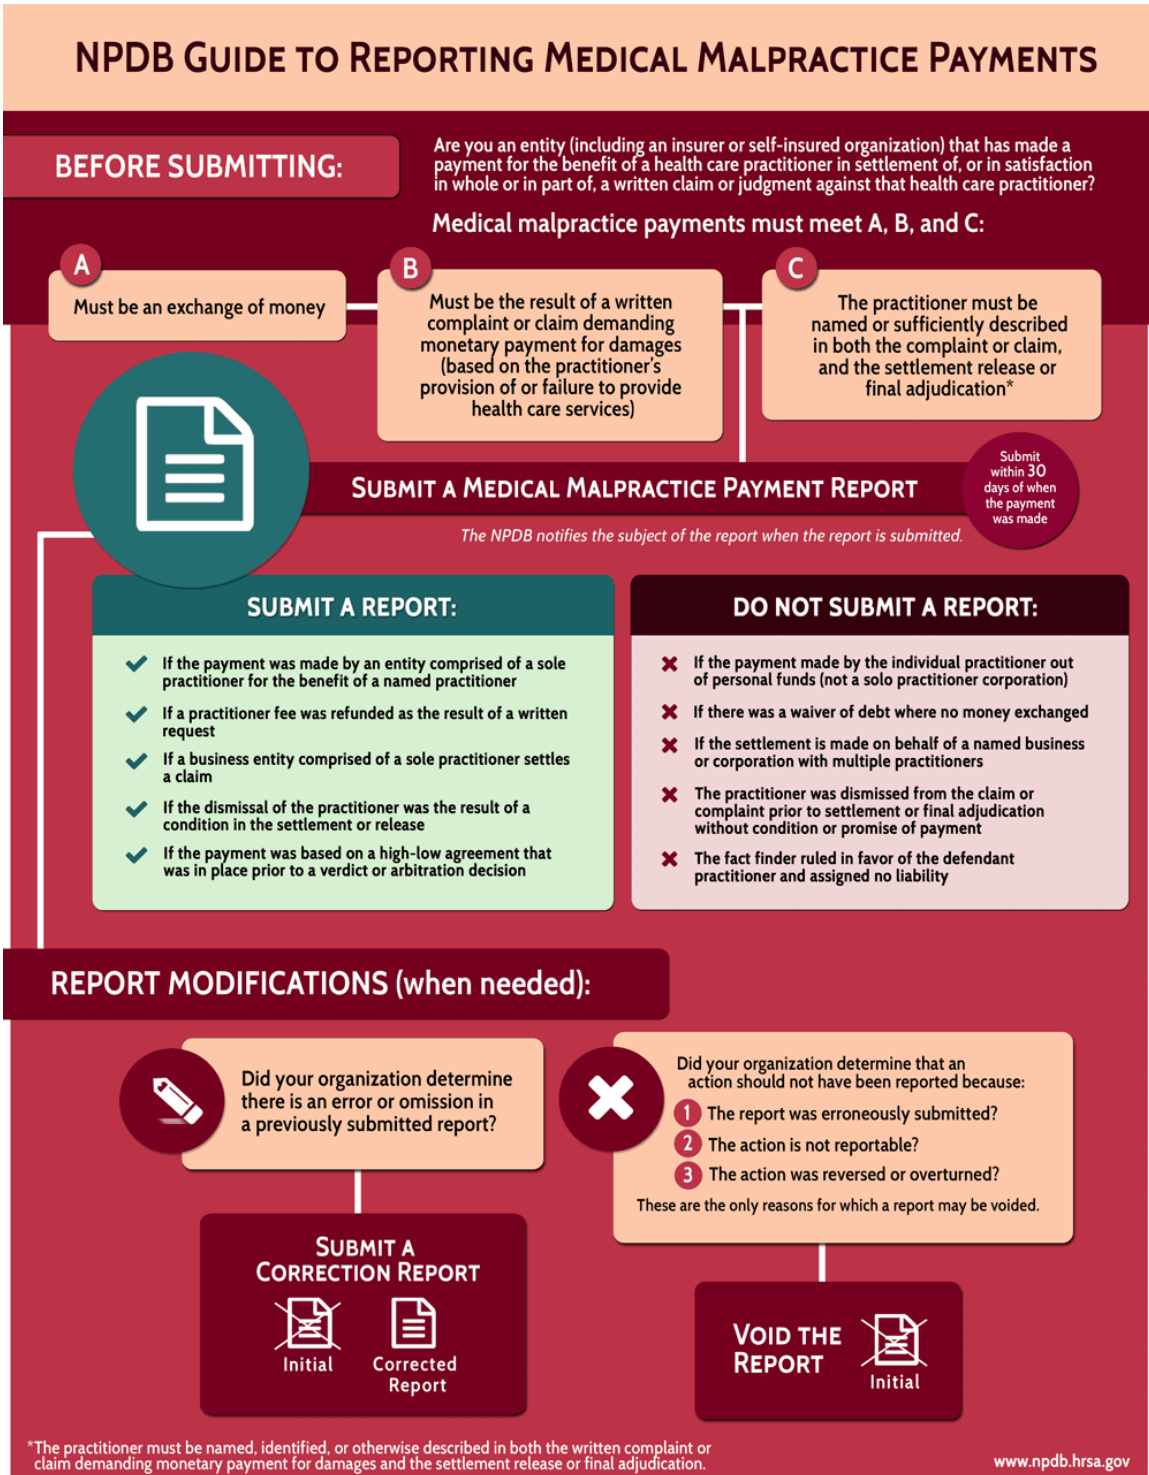 NPDB GUIDE TO REPORTING MEDICAL MALPRACTICE PAYMENTS
BEFORE SUBMITTING:
Are you an entity (including an insurer or self-insured organization) that has made a
payment for the benefit of a health care practitioner in settlement of, or in satisfaction
in whole or in part of, a written claim or judgment against that health care practitioner?
Medical malpractice payments must meet A, B, and C:
A
Must be an exchange of money
B
Must be the result of a written
complaint or claim demanding
monetary payment for damages
(based on the practitioner's
provision of or failure to provide
health care services)
C
The practitioner must be
named or sufficiently described
in both the complaint or claim,
and the settlement release or
final adjudication*
SUBMIT A MEDICAL MALPRACTICE PAYMENT REPORT
Submit
within 30
days of when
the payment
was made
The NPDB notifies the subject of the report when the report is submitted.
SUBMIT A REPORT:
If the payment was made by an entity comprised of a sole
practitioner for the benefit of a named practitioner
If a practitioner fee was refunded as the result of a written
request
If a business entity comprised of a sole practitioner settles
a claim
If the dismissal of the practitioner was the result of a
condition in the settlement or release
If the payment was based on a high-low agreement that
was in place prior to a verdict or arbitration decision
DO NOT SUBMIT A REPORT:
If the payment made by the individual practitioner out
of personal funds (not a solo practitioner corporation)
If there was a waiver of debt where no money exchanged
If the settlement is made on behalf of a named business
or corporation with multiple practitioners
The practitioner was dismissed from the claim or
complaint prior to settlement or final adjudication
without condition or promise of payment
The fact finder ruled in favor of the defendant
practitioner and assigned no liability
REPORT MODIFICATIONS (when needed):
Did your organization determine
there is an error or omission in
a previously submitted report?
SUBMIT A
CORRECTION REPORT
Initial
Corrected
Report
Did your organization determine that an
action should not have been reported because:
1 The report was erroneously submitted?
2 The action is not reportable?
3 The action was reversed or overturned?
These are the only reasons for which a report may be voided.
VOID THE
REPORT
Initial
*The practitioner must be named, identified, or otherwise described in both the written complaint or
claim demanding monetary payment for damages and the settlement release or final adjudication.
www.npdb.hrsa.gov